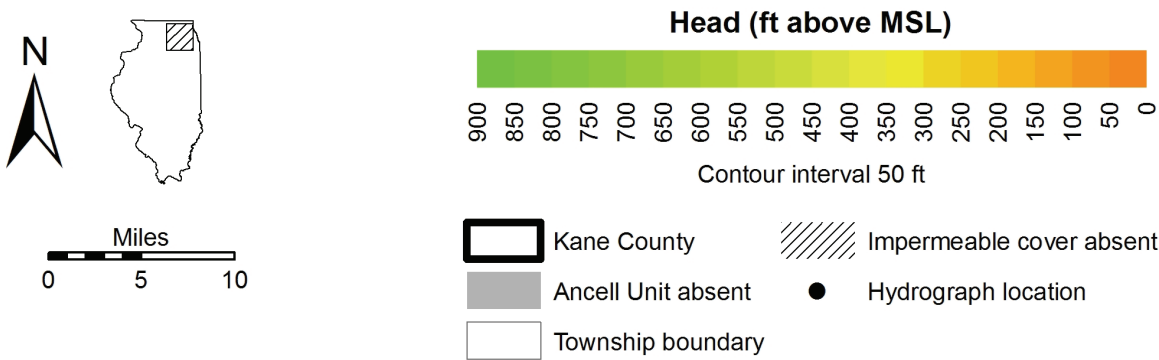 N
Miles
0 5 10
Head (ft above MSL)
900 850 800 750 700 650 600 550 500 450 400 350 300 250 200 150 100 50 0
Contour interval 50 ft
Kane County
Impermeable cover absent
Ancell Unit absent
Hydrograph location
Township boundary